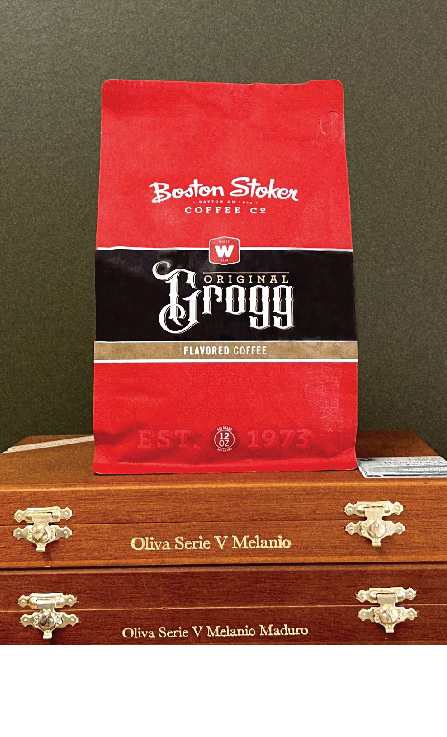 Boston Stoker
DAYTON OH • USA
COFFEE Cº
W
ORIGINAL
Grogg
FLAVORED COFFEE
EST. 1973
12
OZ
Oliva Serie V Melanio
Oliva Serie V Melanio Maduro